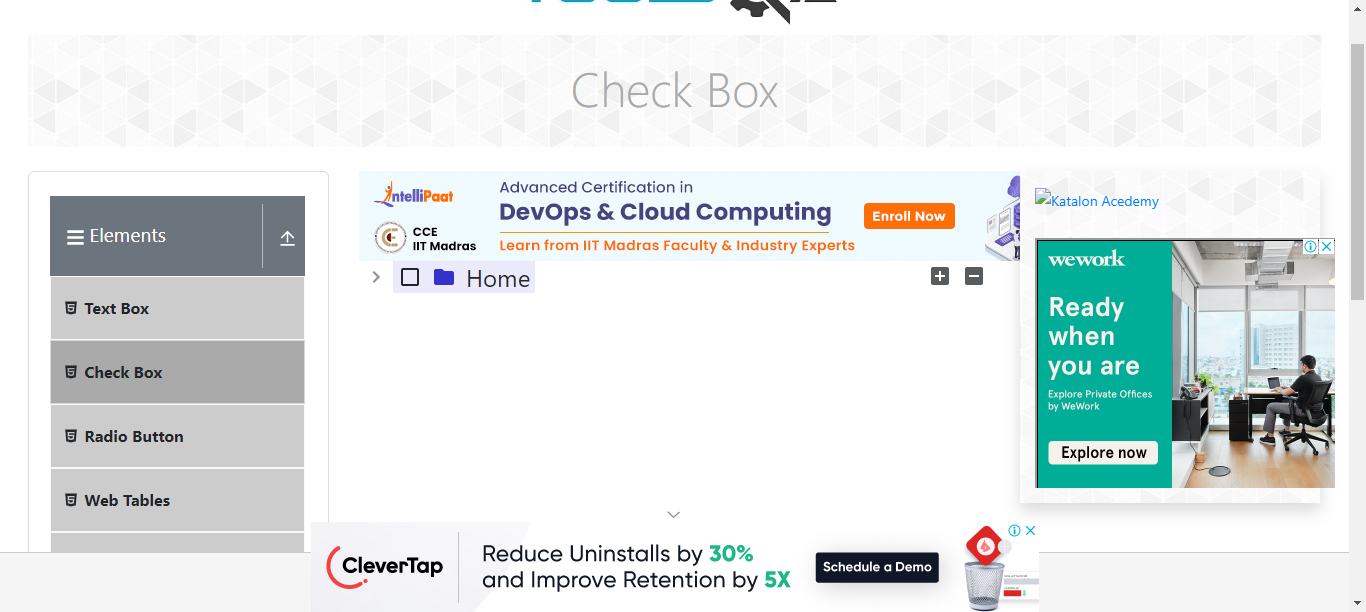 Check Box
Elements
Text Box
Check Box
Radio Button
Web Tables
IntelliPaat
CCE
IIT Madras
Advanced Certification in
DevOps & Cloud Computing
Learn from IIT Madras Faculty & Industry Experts
Enroll Now
Home
Katalon Acedemy
wework
Ready
when
you are
Explore Private Offices
by WeWork
Explore now
CleverTap
Reduce Uninstalls by 30%
and Improve Retention by 5X
Schedule a Demo